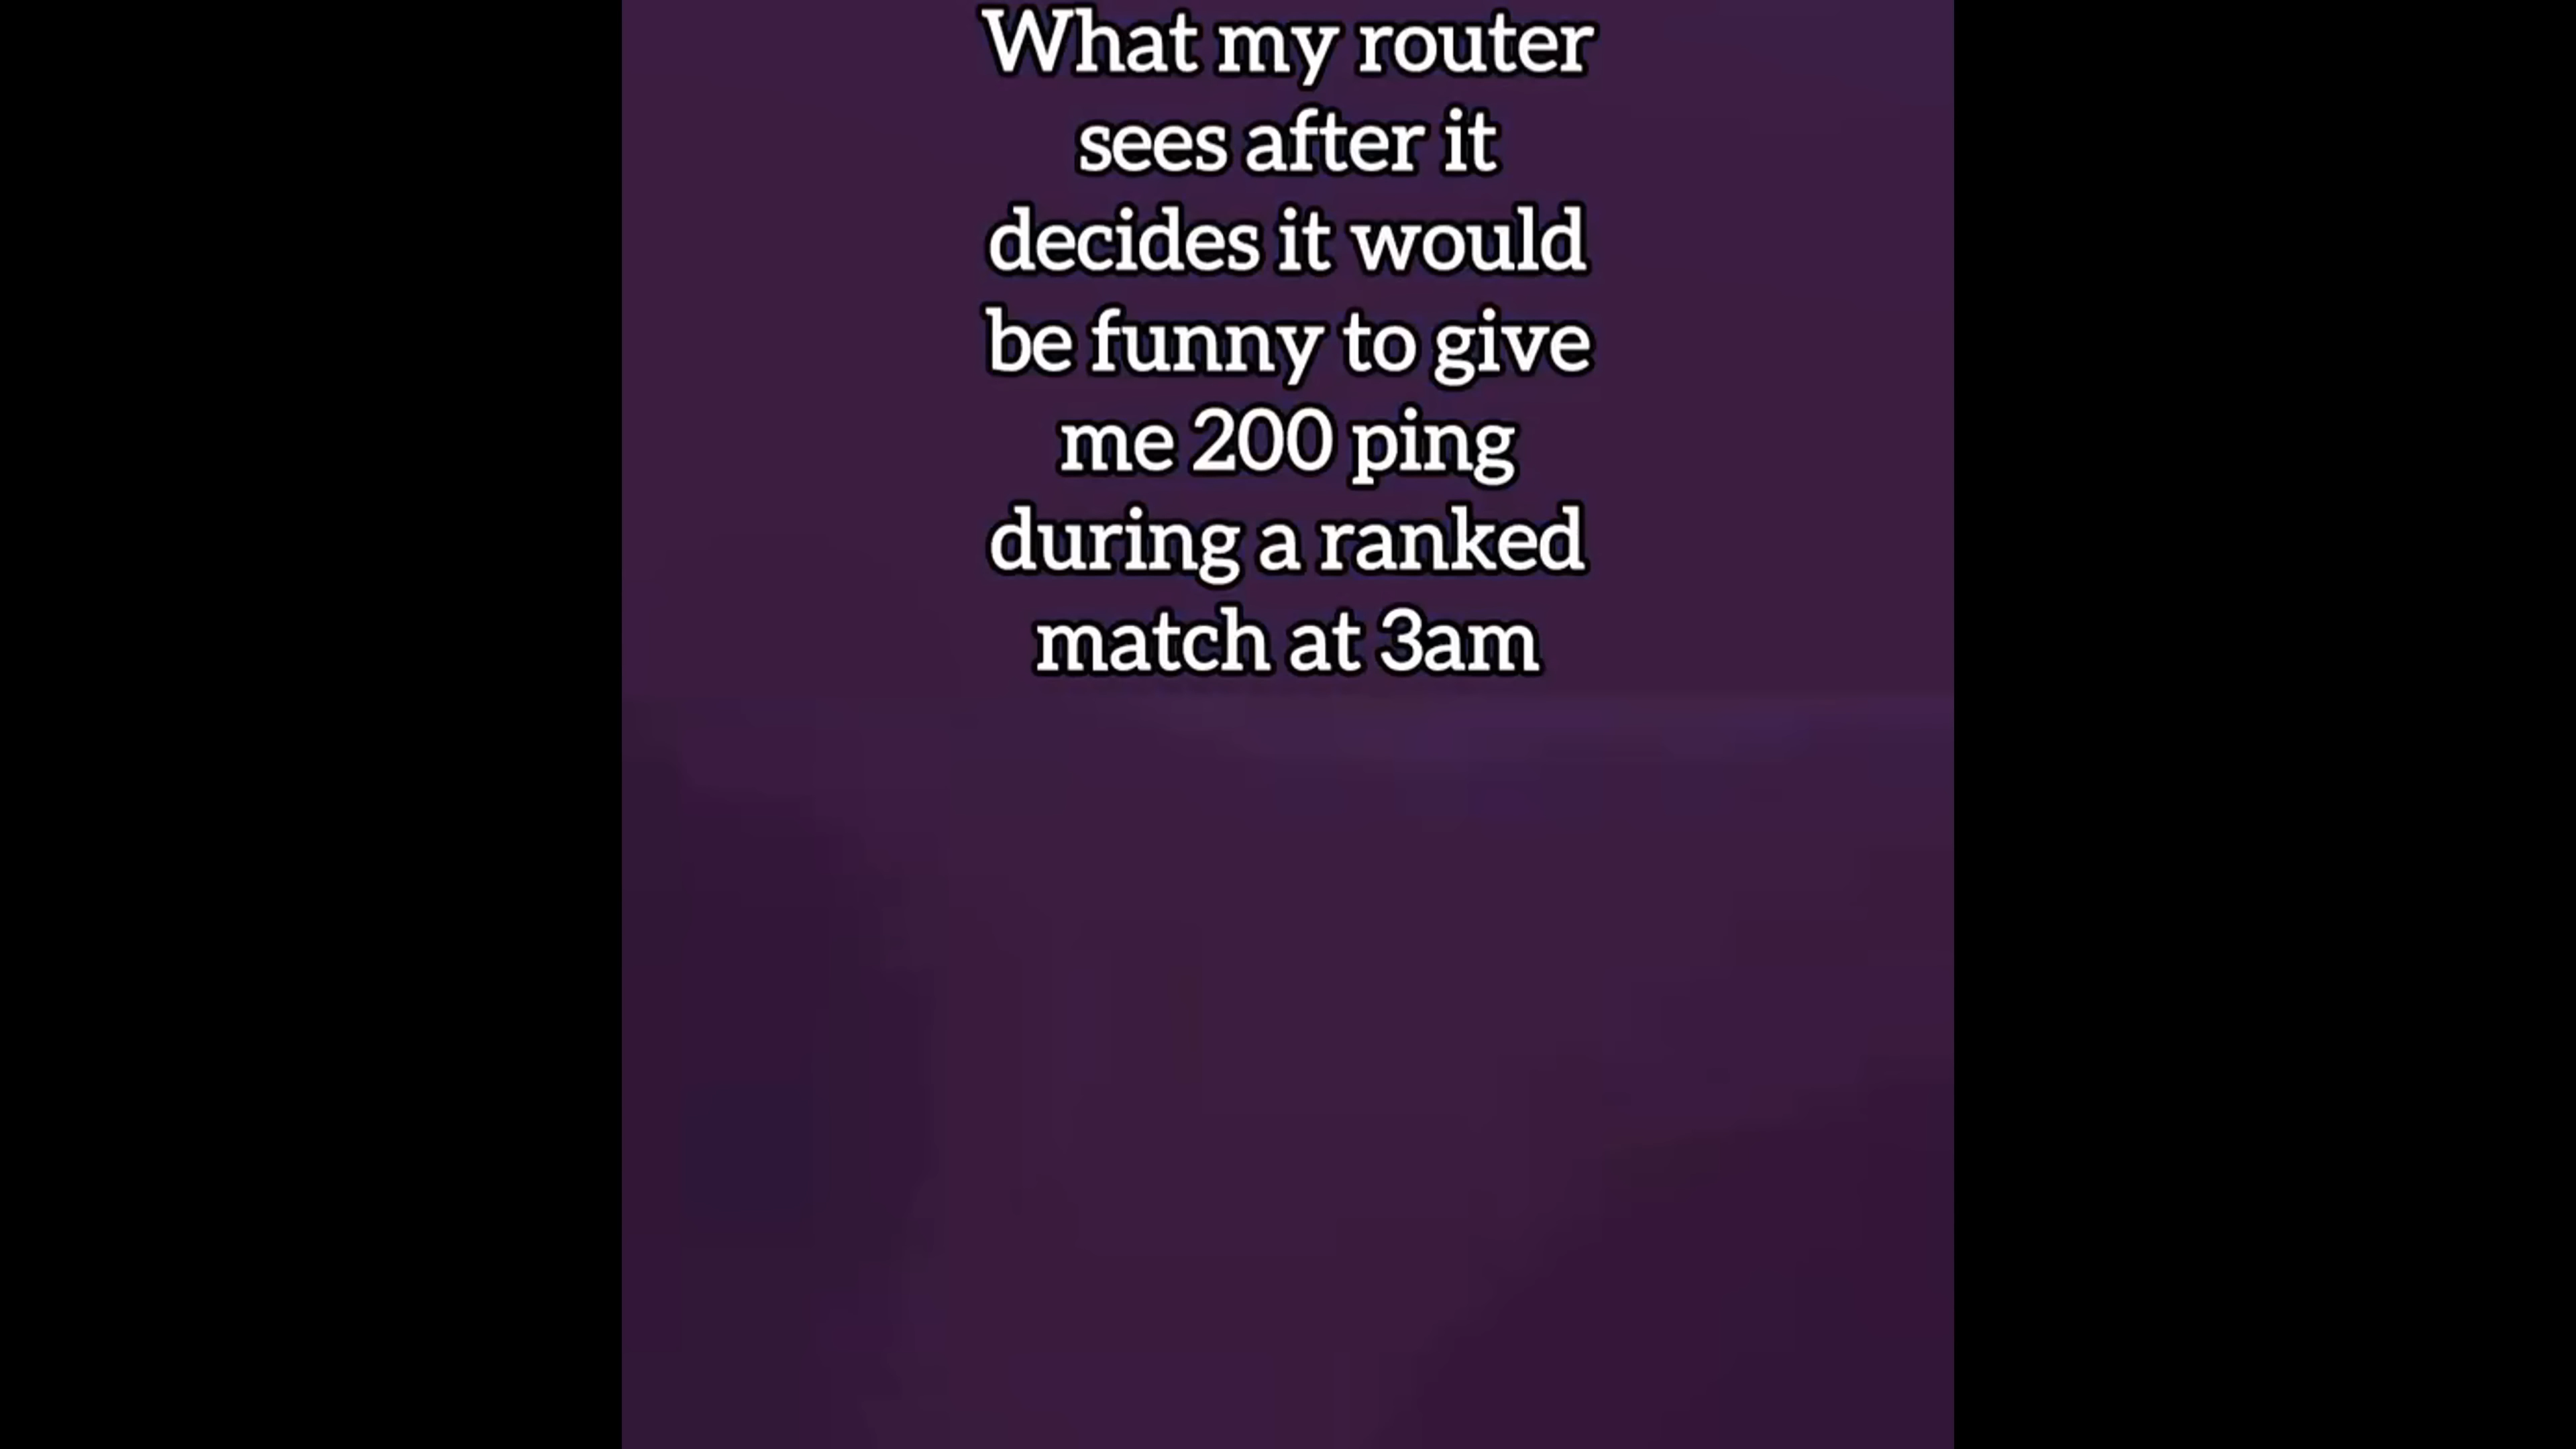 What my router
sees after it
decides it would
be funny to give
me 200 ping
during a ranked
match at 3am